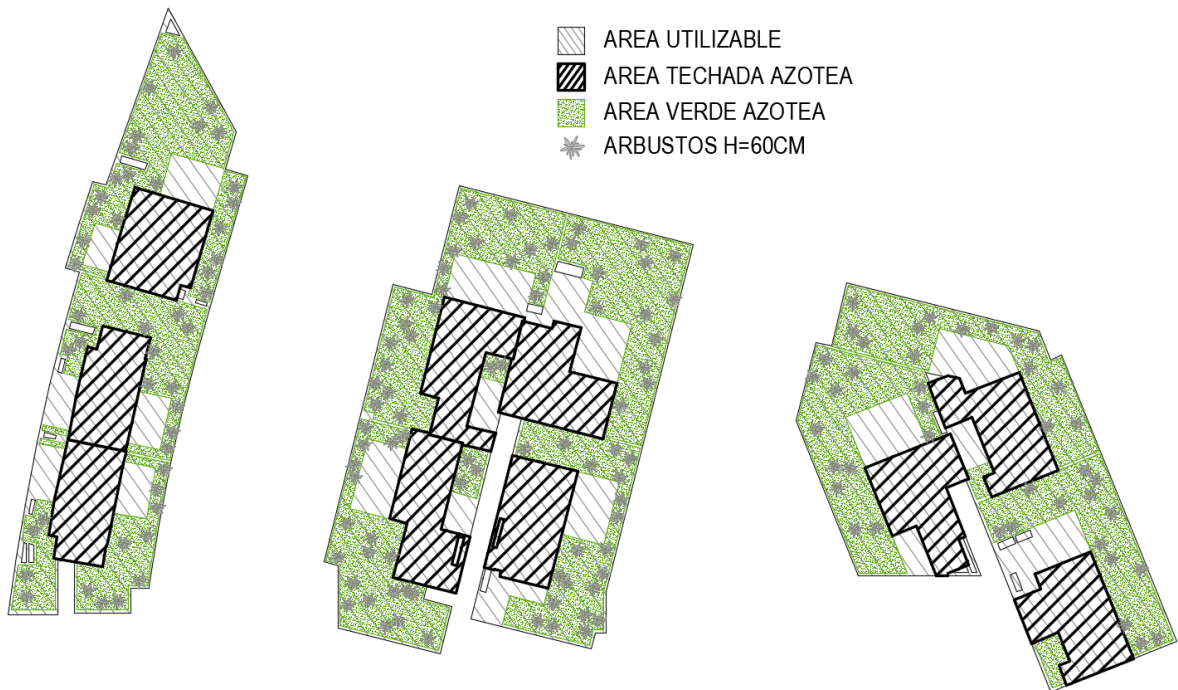 AREA UTILIZABLE
AREA TECHADA AZOTEA
AREA VERDE AZOTEA
ARBUSTOS H=60CM